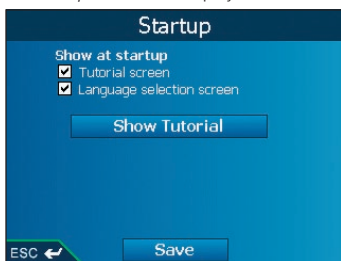 Startup
Show at startup
Tutorial screen
Language selection screen
Show Tutorial
ESC
Save